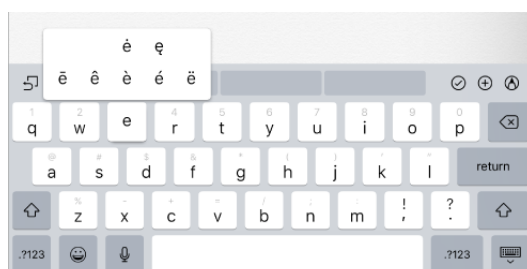 ė ę
ē ê è é ë
1 2 4 5 6 7 8 9 0
q w e r t y u i o p
@ # $ & * ( ) ' "
a s d f g h j k l return
% - + = / ; : ! ?
z x c v b n m , .
.?123 .?123